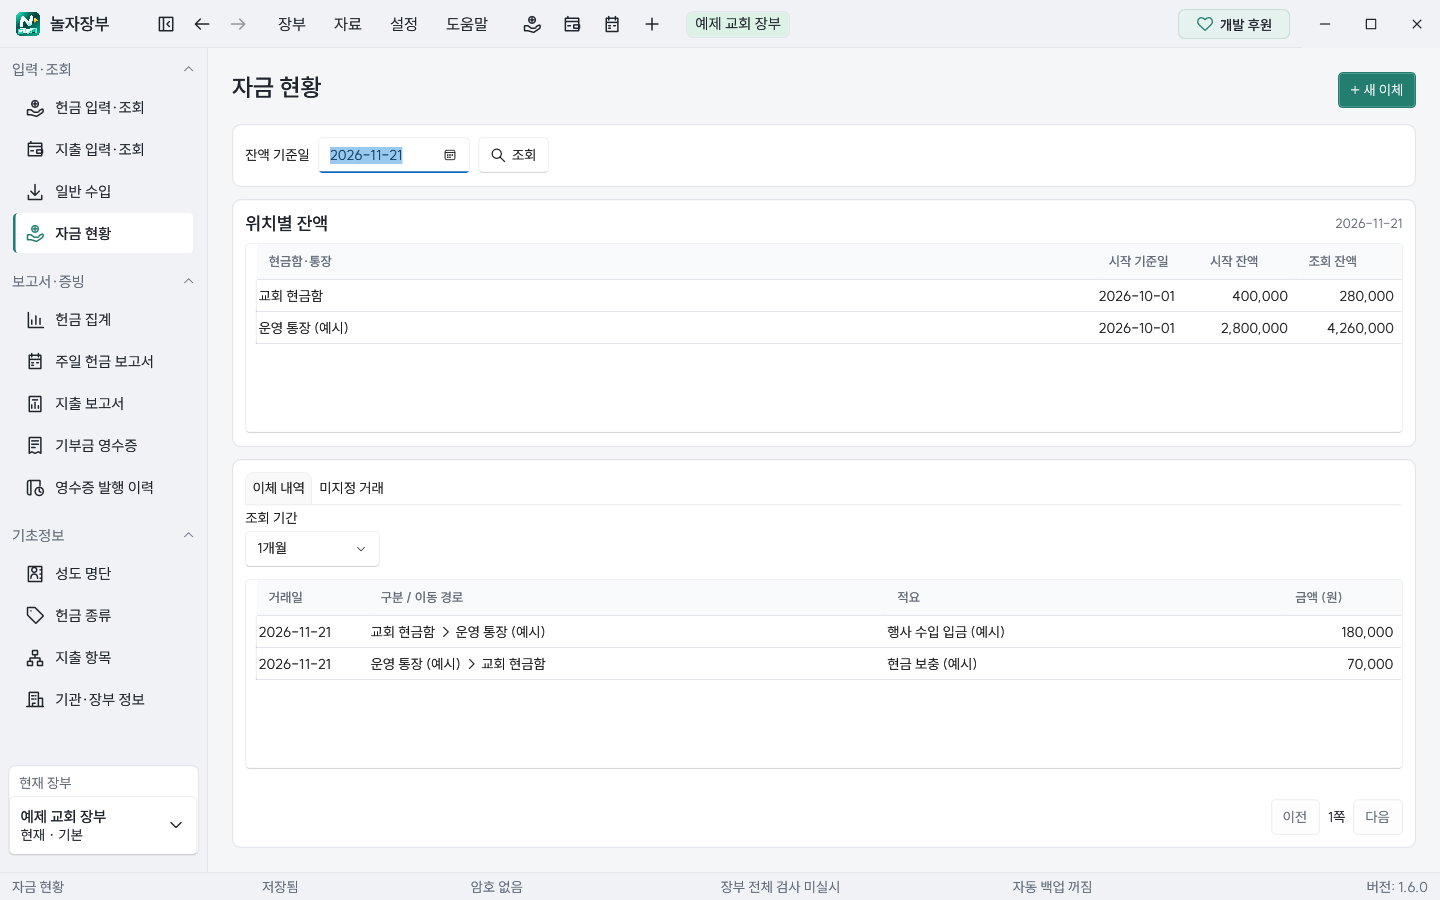 놀자장부
장부 자료 설정 도움말
예제 교회 장부
개발 후원
입력·조회
헌금 입력·조회
지출 입력·조회
일반 수입
자금 현황
보고서·증빙
헌금 집계
주일 헌금 보고서
지출 보고서
기부금 영수증
영수증 발행 이력
기초정보
성도 명단
헌금 종류
지출 항목
기관·장부 정보
현재 장부
예제 교회 장부
현재 · 기본
자금 현황
+ 새 이체
잔액 기준일 2026-11-21 조회
위치별 잔액 2026-11-21
현금함·통장 시작 기준일 시작 잔액 조회 잔액
교회 현금함 2026-10-01 400,000 280,000
운영 통장 (예시) 2026-10-01 2,800,000 4,260,000
이체 내역 미지정 거래
조회 기간
1개월
거래일 구분 / 이동 경로 적요 금액 (원)
2026-11-21 교회 현금함 > 운영 통장 (예시) 행사 수입 입금 (예시) 180,000
2026-11-21 운영 통장 (예시) > 교회 현금함 현금 보충 (예시) 70,000
이전 1쪽 다음
자금 현황 저장됨 암호 없음 장부 전체 검사 미실시 자동 백업 꺼짐 버전: 1.6.0